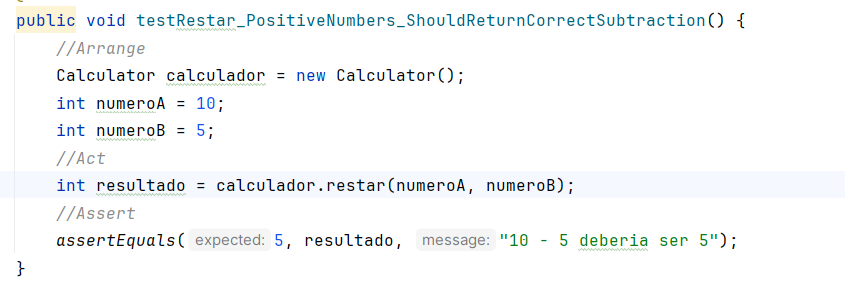 public void testRestar_PositiveNumbers_ShouldReturnCorrectSubtraction() {
//Arrange
Calculator calculador = new Calculator();
int numeroA = 10;
int numeroB = 5;
//Act
int resultado = calculador.restar(numeroA, numeroB);
//Assert
assertEquals( expected: 5, resultado, message: "10 - 5 deberia ser 5");
}